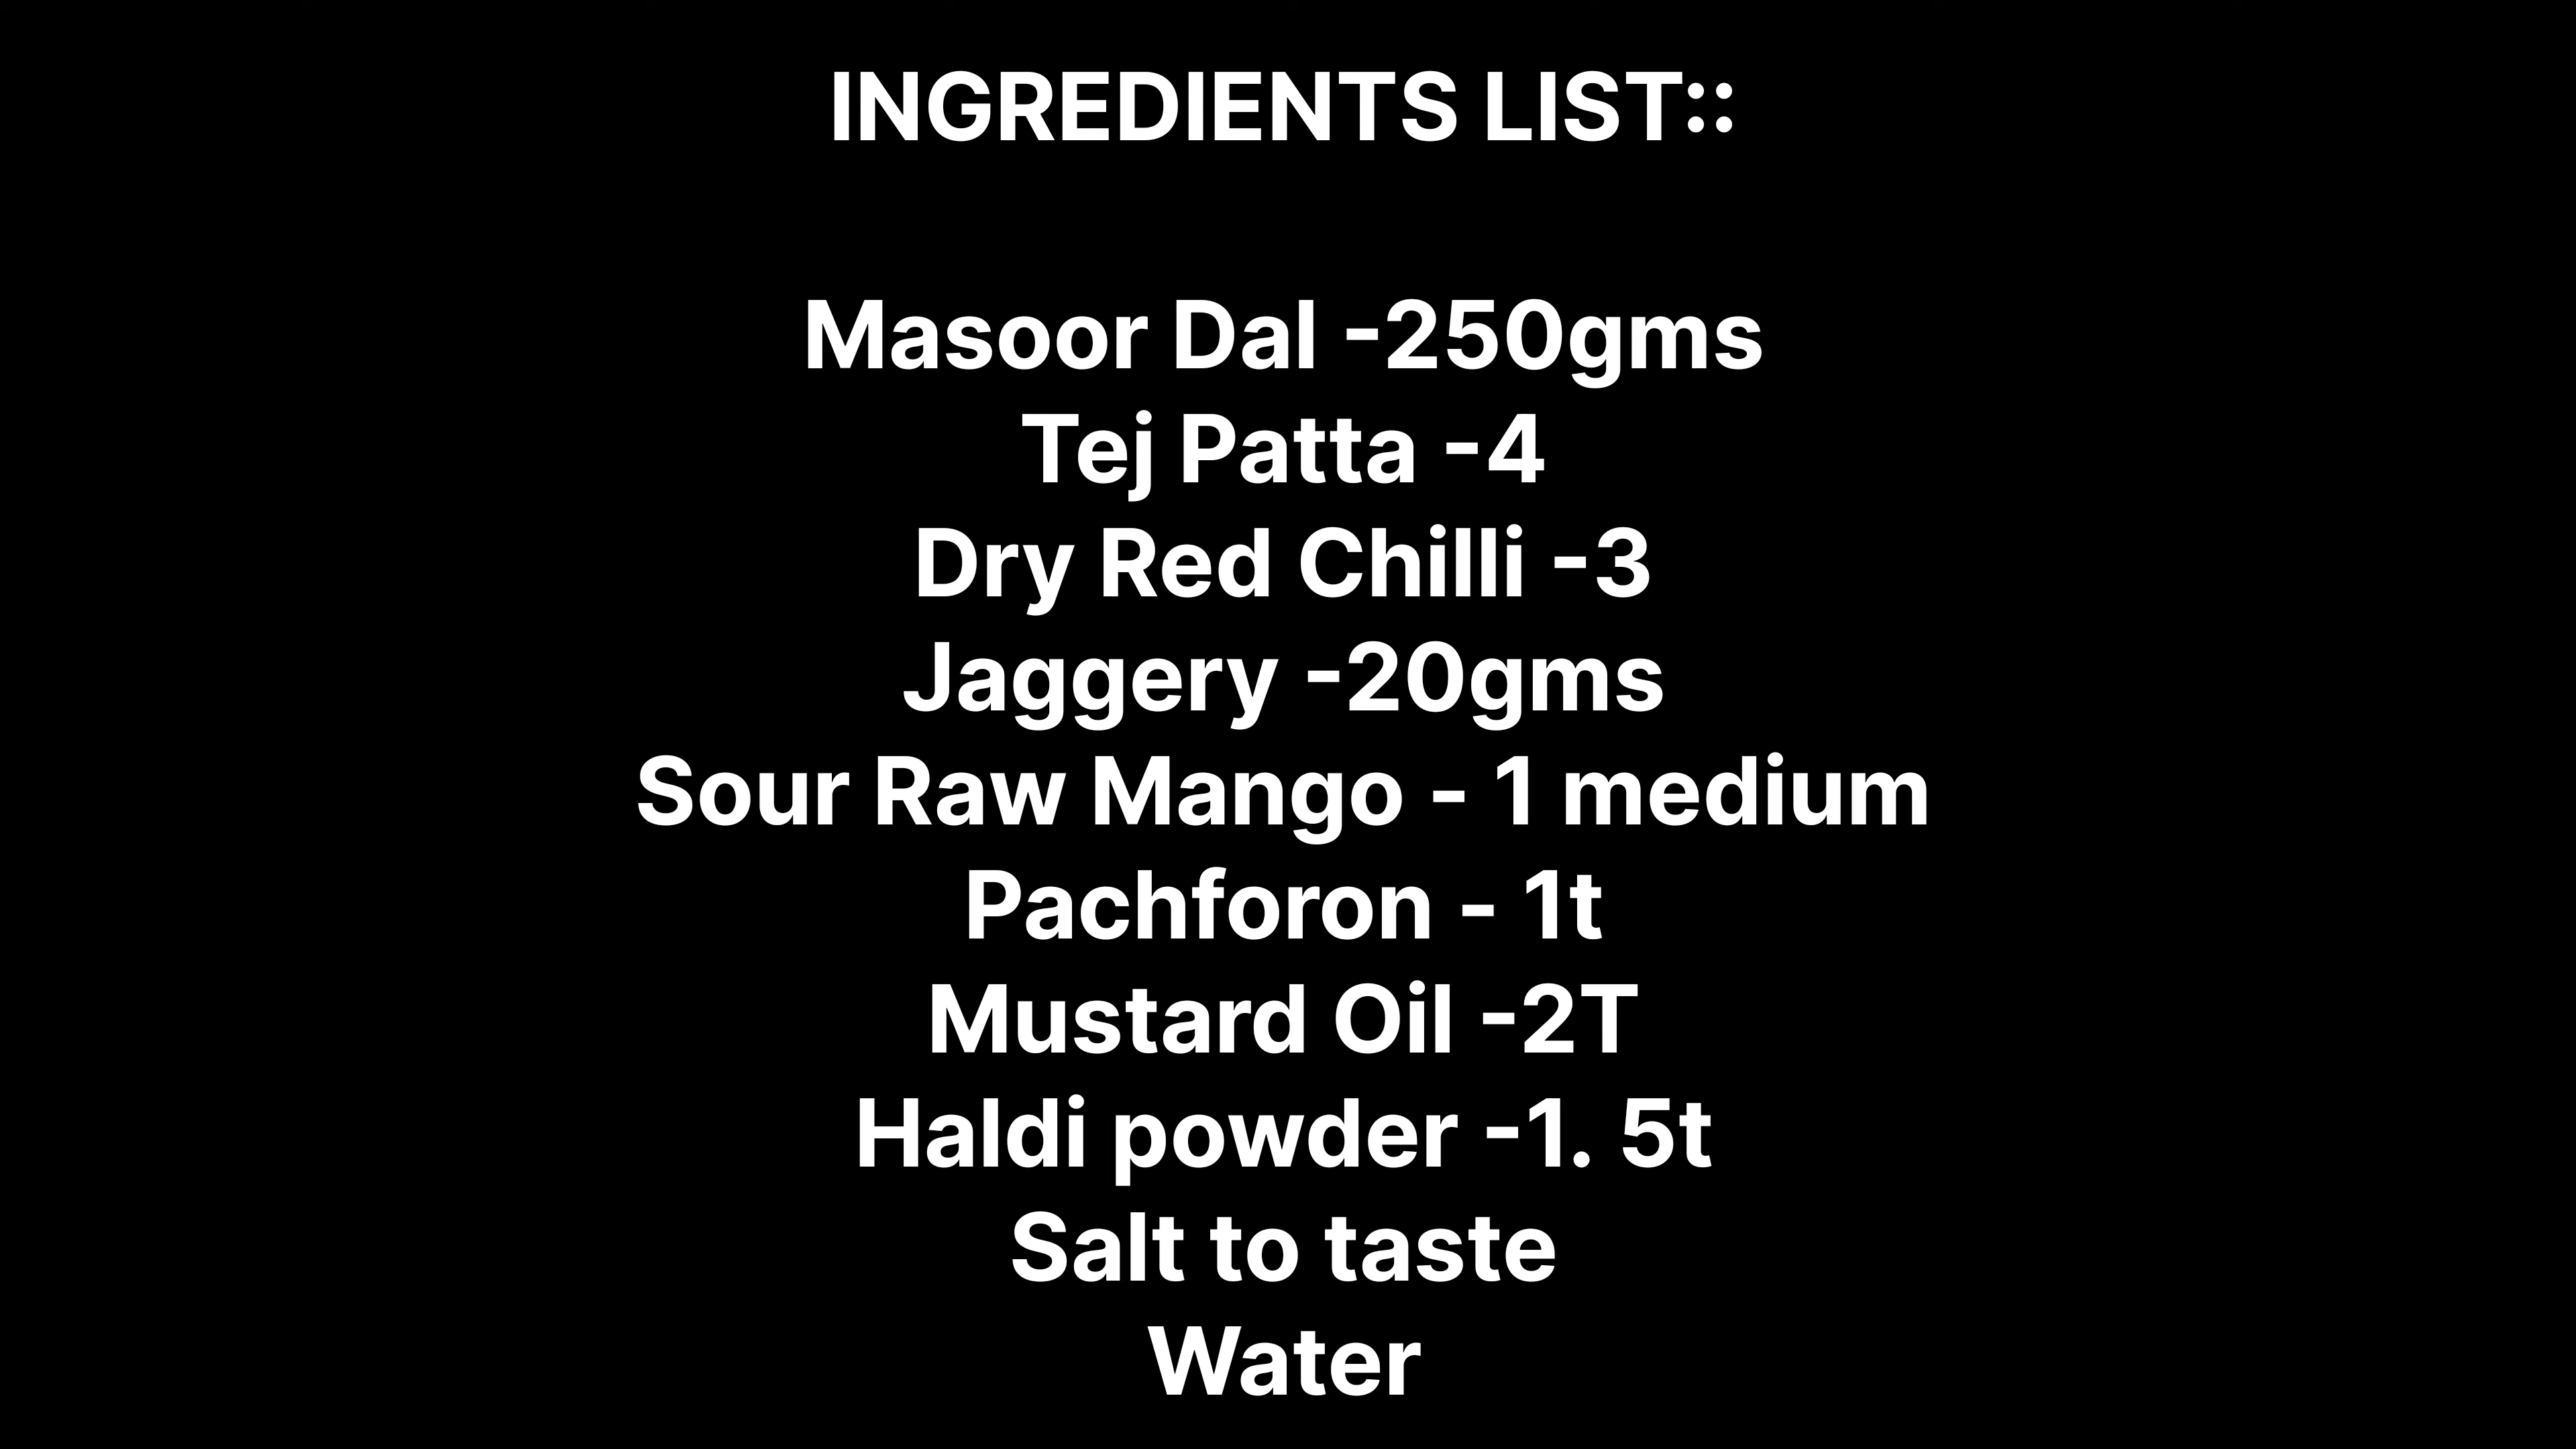 INGREDIENTS LIST::
Masoor Dal -250gms
Tej Patta -4
Dry Red Chilli -3
Jaggery -20gms
Sour Raw Mango - 1 medium
Pachforon - 1t
Mustard Oil -2T
Haldi powder -1. 5t
Salt to taste
Water